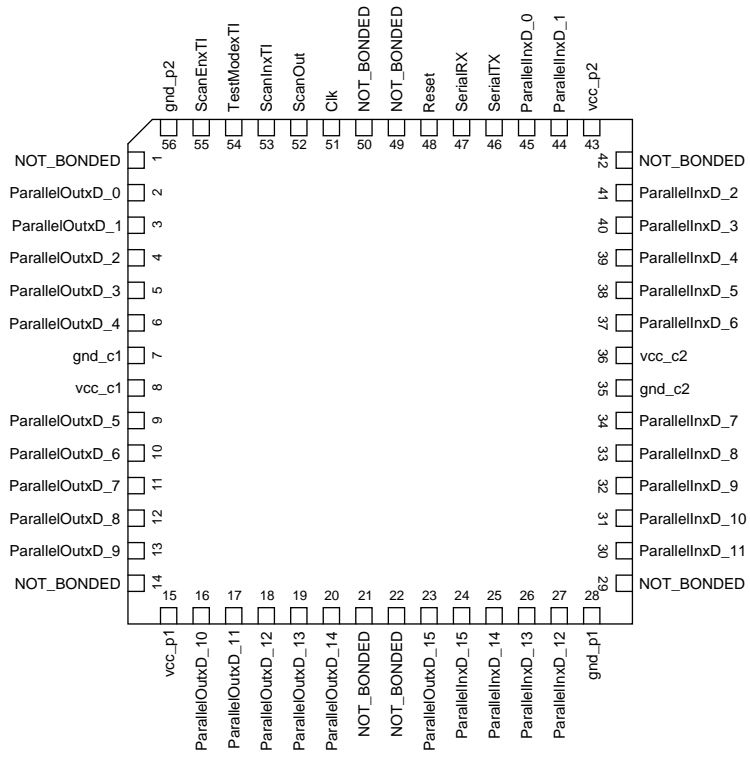 gnd_p2
ScanEnxTI
TestModexTI
ScanInxTI
ScanOut
Clk
NOT_BONDED
NOT_BONDED
Reset
SerialRX
SerialTX
ParallelInxD_0
ParallelInxD_1
vcc_p2
56
55
54
53
52
51
50
49
48
47
46
45
44
43
NOT_BONDED 1
ParallelOutxD_0 2
ParallelOutxD_1 3
ParallelOutxD_2 4
ParallelOutxD_3 5
ParallelOutxD_4 6
gnd_c1 7
vcc_c1 8
ParallelOutxD_5 9
ParallelOutxD_6 10
ParallelOutxD_7 11
ParallelOutxD_8 12
ParallelOutxD_9 13
NOT_BONDED 14
42 NOT_BONDED
41 ParallelInxD_2
40 ParallelInxD_3
39 ParallelInxD_4
38 ParallelInxD_5
37 ParallelInxD_6
36 vcc_c2
35 gnd_c2
34 ParallelInxD_7
33 ParallelInxD_8
32 ParallelInxD_9
31 ParallelInxD_10
30 ParallelInxD_11
29 NOT_BONDED
15
16
17
18
19
20
21
22
23
24
25
26
27
28
vcc_p1
ParallelOutxD_10
ParallelOutxD_11
ParallelOutxD_12
ParallelOutxD_13
ParallelOutxD_14
NOT_BONDED
NOT_BONDED
ParallelOutxD_15
ParallelInxD_15
ParallelInxD_14
ParallelInxD_13
ParallelInxD_12
gnd_p1